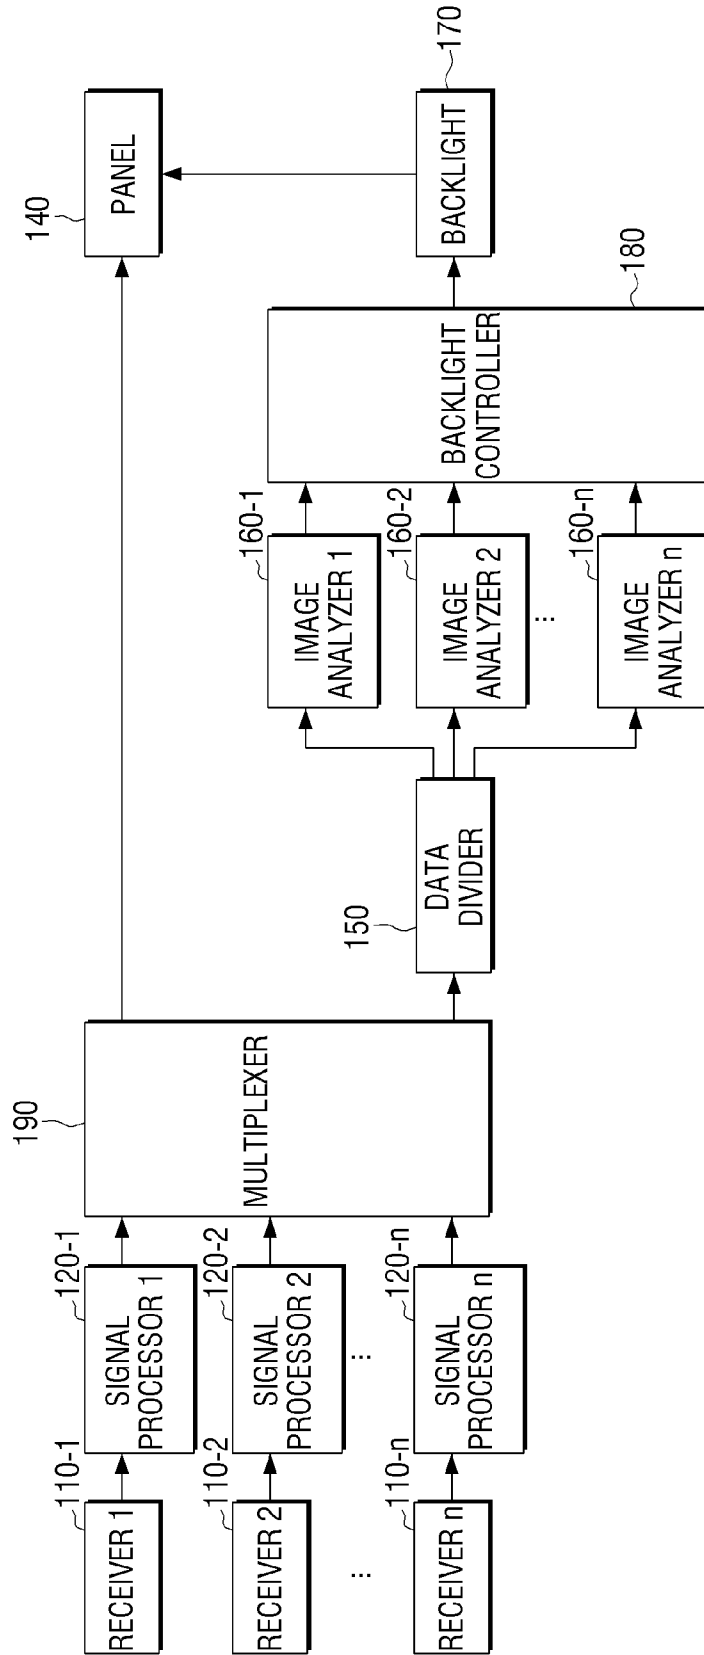 110-1
RECEIVER 1
110-2
RECEIVER 2
...
110-n
RECEIVER n
120-1
SIGNAL
PROCESSOR 1
120-2
SIGNAL
PROCESSOR 2
...
120-n
SIGNAL
PROCESSOR n
190
MULTIPLEXER
150
DATA
DIVIDER
160-1
IMAGE
ANALYZER 1
160-2
IMAGE
ANALYZER 2
...
160-n
IMAGE
ANALYZER n
BACKLIGHT
CONTROLLER
180
140
PANEL
BACKLIGHT
170